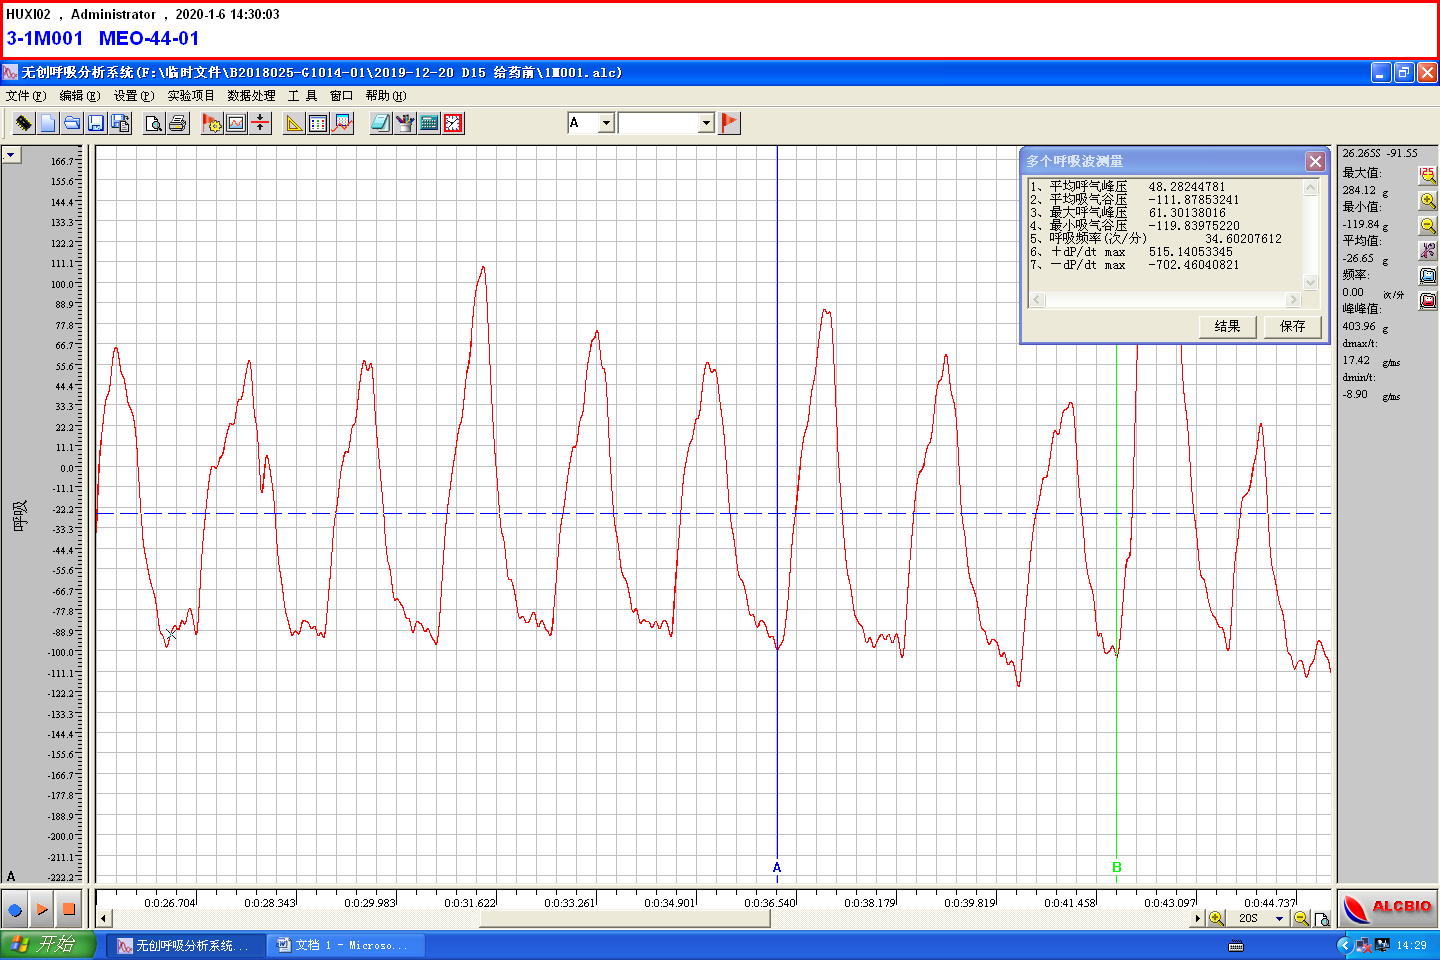 HUXI02 , Administrator , 2020-1-6 14:30:03
3-1M001 MEO-44-01
无创呼吸分析系统(F:\临时文件\B2018025-G1014-01\2019-12-20 D15 给药前\1M001.alc)
文件(F) 编辑(E) 设置(P) 实验项目 数据处理 工 具 窗口 帮助(H)
A
166.7
155.6
144.4
133.3
122.2
111.1
100.0
88.9
77.8
66.7
55.6
44.4
33.3
22.2
11.1
0.0
-11.1
-22.2
-33.3
-44.4
-55.6
-66.7
-77.8
-88.9
-100.0
-111.1
-122.2
-133.3
-144.4
-155.6
-166.7
-177.8
-188.9
-200.0
-211.1
-222.2
呼吸
A
多个呼吸波测量
1、平均呼气峰压 48.28244781
2、平均吸气谷压 -111.87853241
3、最大呼气峰压 61.30138016
4、最小吸气谷压 -119.83975220
5、呼吸频率(次/分) 34.60207612
6、+dP/dt max 515.14053345
7、-dP/dt max -702.46040821
结果 保存
26.265S -91.55
最大值:
284.12 g
最小值:
-119.84 g
平均值:
-26.65 g
频率:
0.00 次/分
峰峰值:
403.96 g
dmax/t:
17.42 g/ms
dmin/t:
-8.90 g/ms
125
A B
0:0:26.704 0:0:28.343 0:0:29.983 0:0:31.622 0:0:33.261 0:0:34.901 0:0:36.540 0:0:38.179 0:0:39.819 0:0:41.458 0:0:43.097 0:0:44.737
20S
ALCBIO
开始 无创呼吸分析系统... 文档 1 - Microso... 14:29